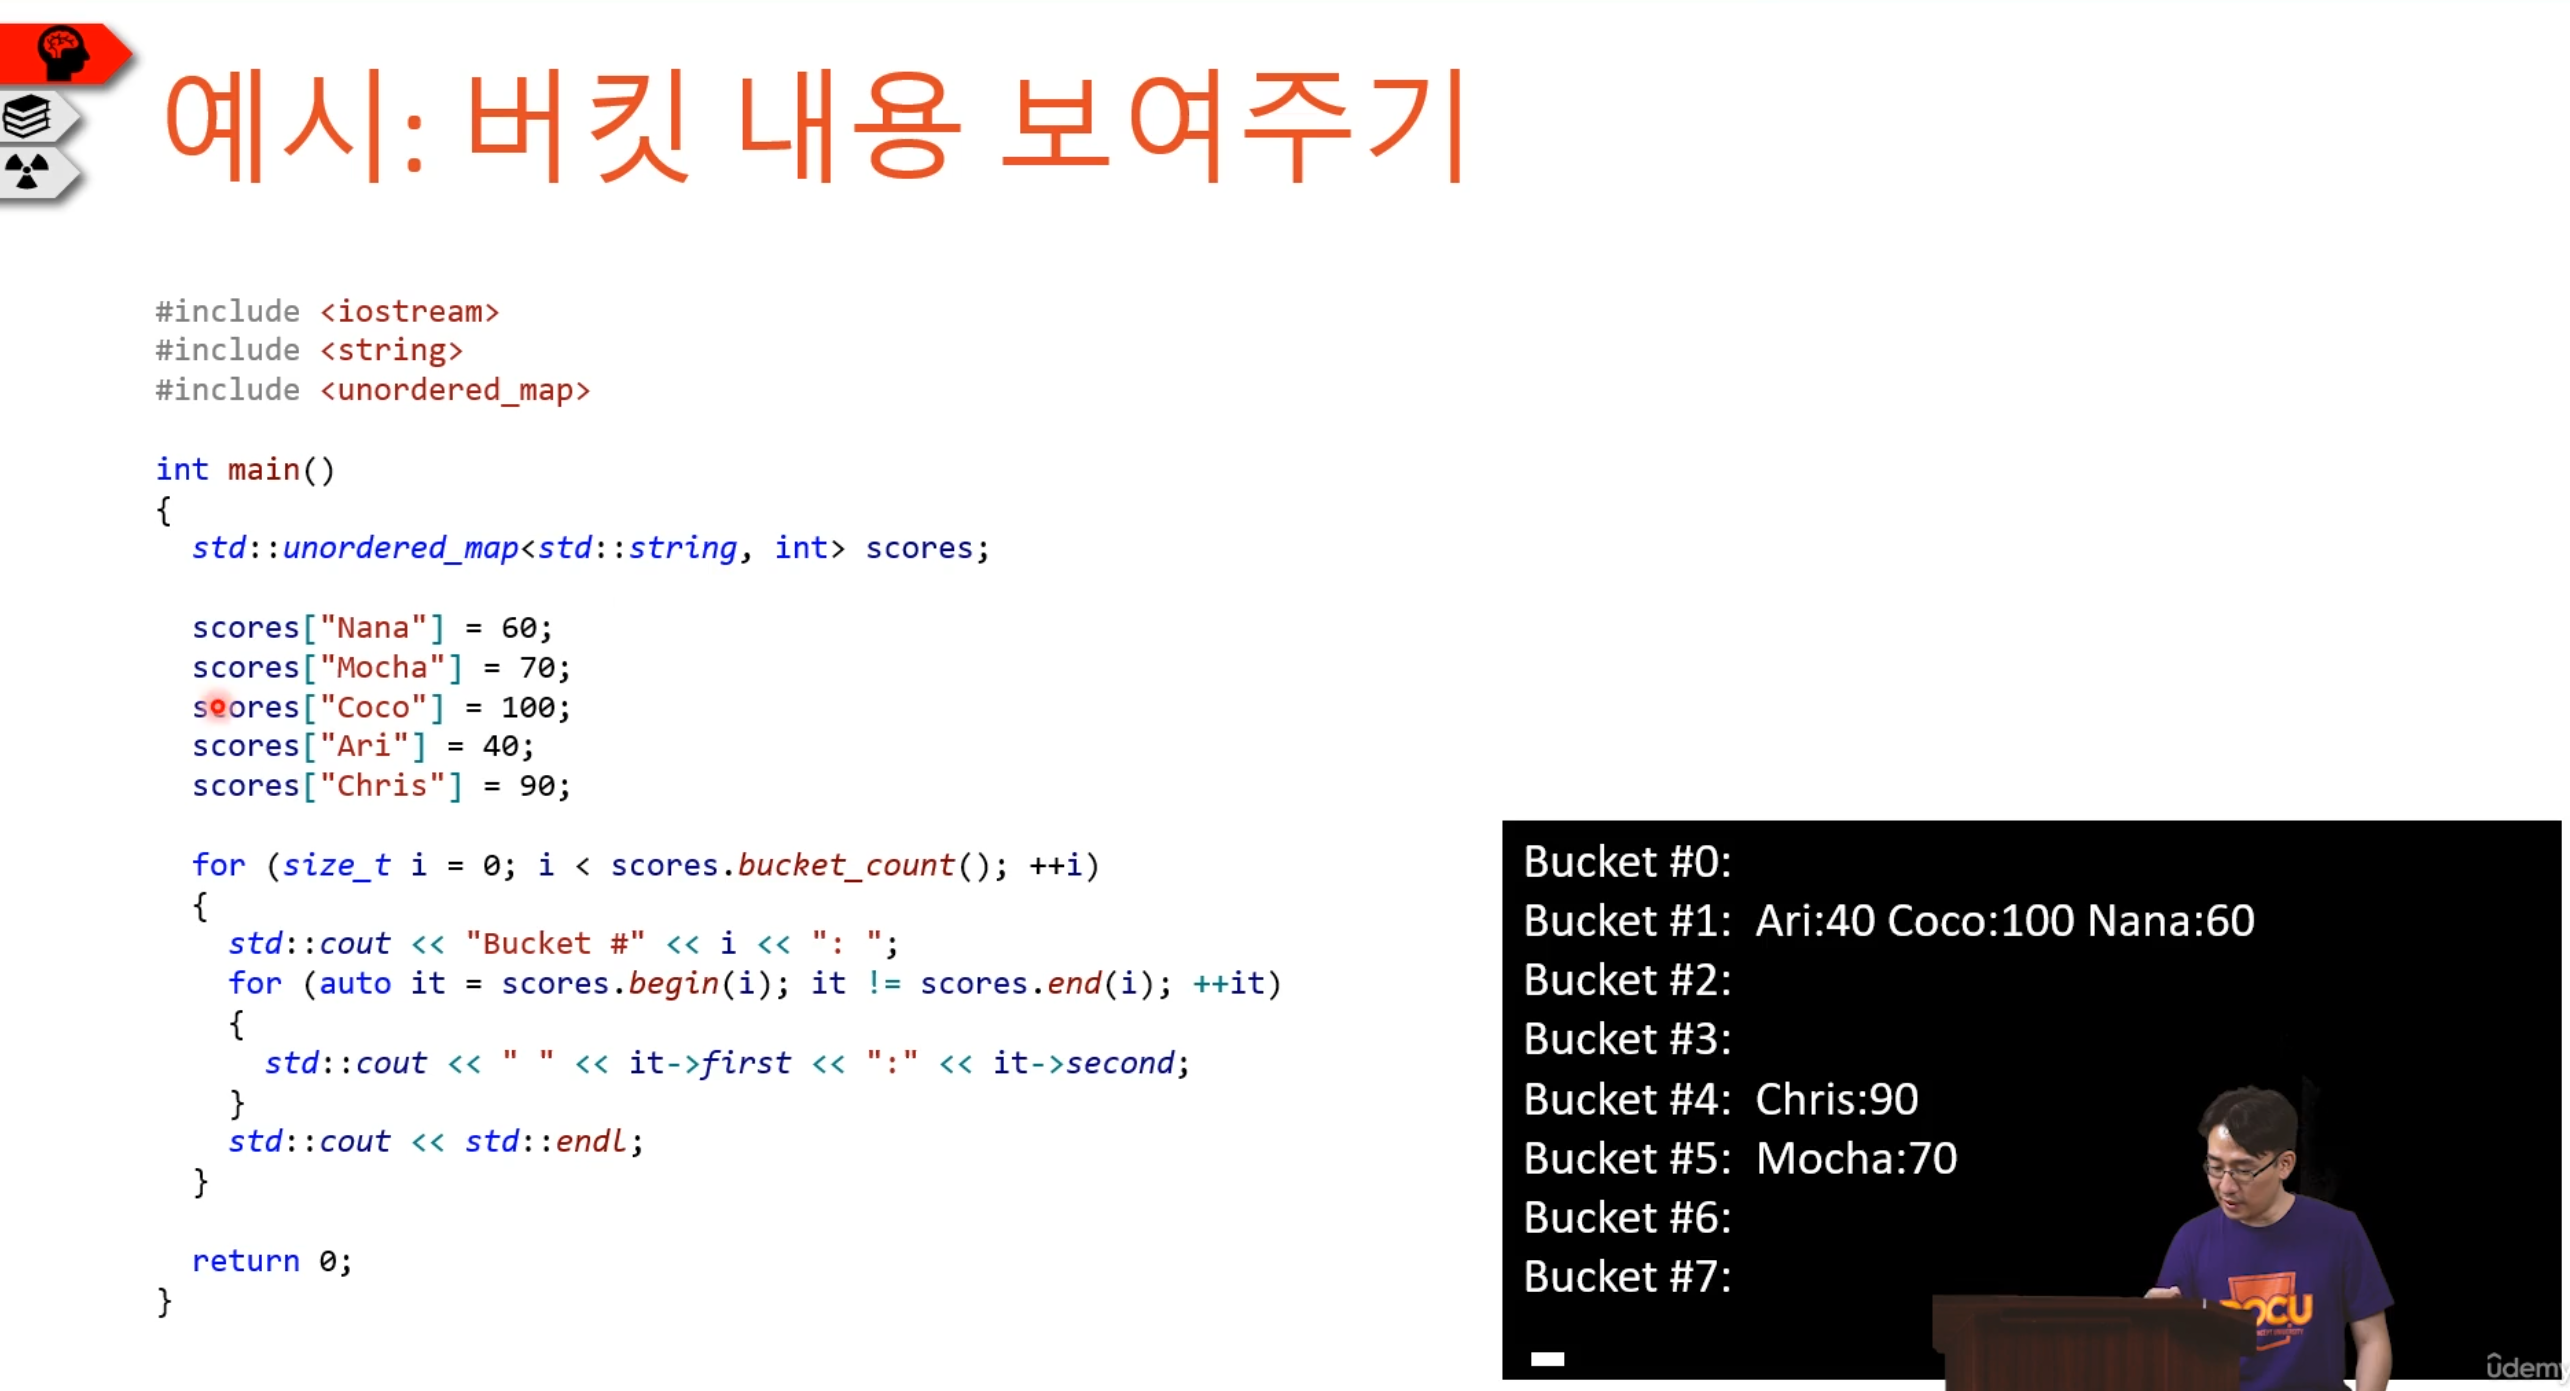 예시: 버킷 내용 보여주기
#include <iostream>
#include <string>
#include <unordered_map>
int main()
{
std::unordered_map<std::string, int> scores;
scores["Nana"] = 60;
scores["Mocha"] = 70;
scores["Coco"] = 100;
scores["Ari"] = 40;
scores["Chris"] = 90;
for (size_t i = 0; i < scores.bucket_count(); ++i)
{
std::cout << "Bucket #" << i << ": ";
for (auto it = scores.begin(i); it != scores.end(i); ++it)
{
std::cout << " " << it->first << ":" << it->second;
}
std::cout << std::endl;
}
return 0;
}
Bucket #0:
Bucket #1: Ari:40 Coco:100 Nana:60
Bucket #2:
Bucket #3:
Bucket #4: Chris:90
Bucket #5: Mocha:70
Bucket #6:
Bucket #7:
ûdemy